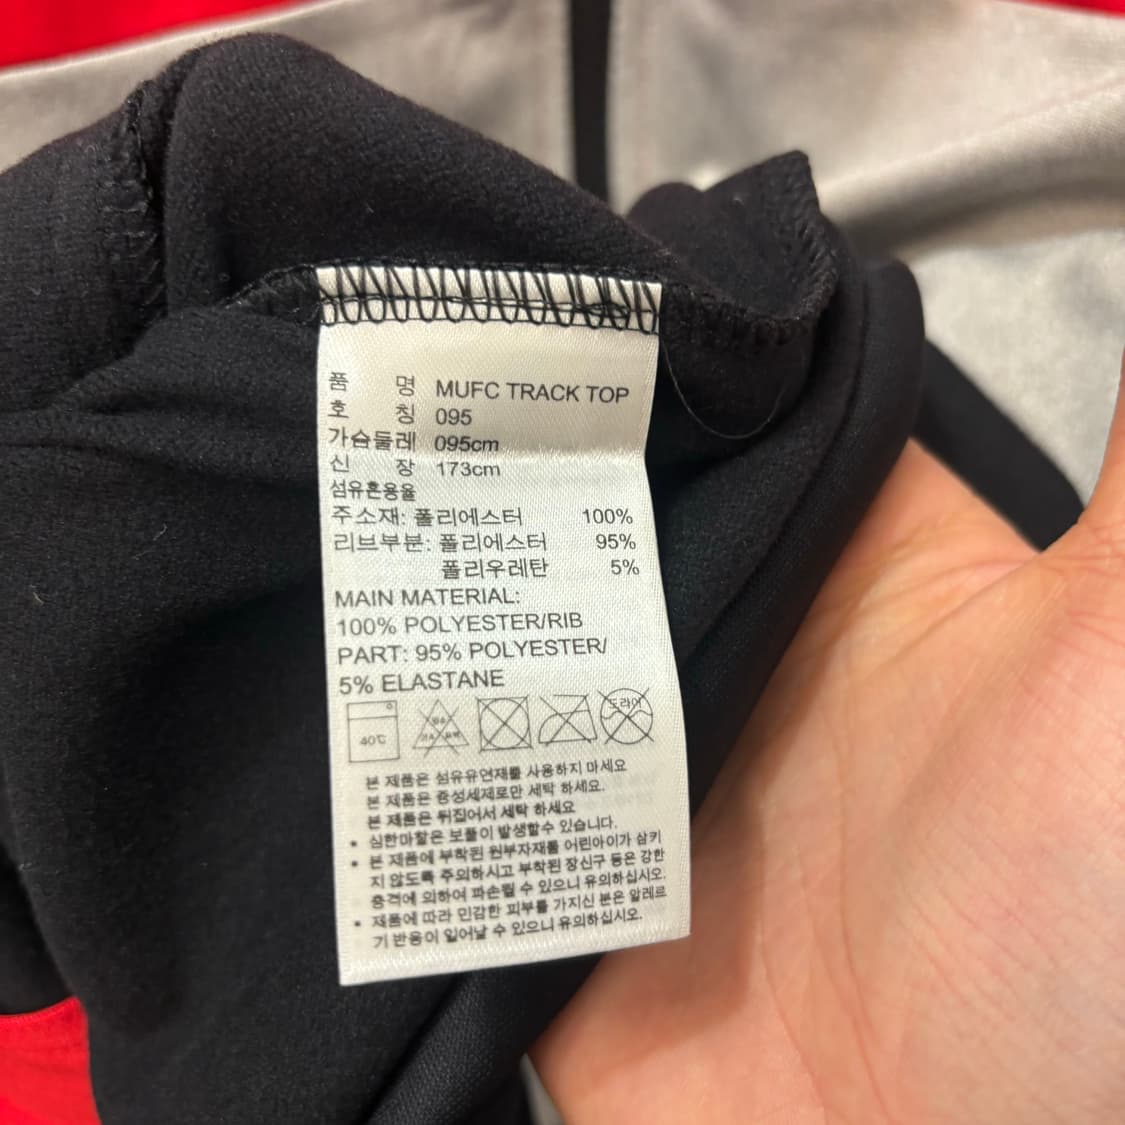 품 명 MUFC TRACK TOP
호 칭 095
가슴둘레 095cm
신 장 173cm
섬유혼용율
주소재: 폴리에스터 100%
리브부분: 폴리에스터 95%
폴리우레탄 5%
MAIN MATERIAL:
100% POLYESTER/RIB
PART: 95% POLYESTER/
5% ELASTANE
40℃
드라이
본 제품은 섬유유연제를 사용하지 마세요
본 제품은 중성세제로만 세탁 하세요.
본 제품은 뒤집어서 세탁 하세요
• 심한마찰은 보풀이 발생할수 있습니다.
• 본 제품에 부착된 원부자재를 어린아이가 삼키
지 않도록 주의하시고 부착된 장신구 등은 강한
충격에 의하여 파손될 수 있으니 유의하십시오.
• 제품에 따라 민감한 피부를 가지신 분은 알레르
기 반응이 일어날 수 있으니 유의하십시오.